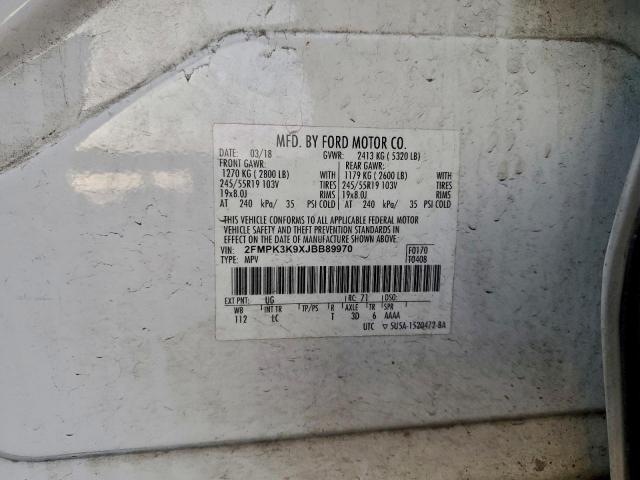 MFD. BY FORD MOTOR CO.
DATE: 03/18 GVWR: 2413 KG ( 5320 LB)
FRONT GAWR: REAR GAWR:
1270 KG ( 2800 LB) WITH 1179 KG ( 2600 LB) WITH
245/55R19 103V TIRES 245/55R19 103V TIRES
19x8.0J RIMS 19x8.0J RIMS
AT 240 kPa/ 35 PSI COLD AT 240 kPa/ 35 PSI COLD
THIS VEHICLE CONFORMS TO ALL APPLICABLE FEDERAL MOTOR
VEHICLE SAFETY AND THEFT PREVENTION STANDARDS IN
EFFECT ON THE DATE OF MANUFACTURE SHOWN ABOVE.
VIN: 2FMPK3K9XJBB89970 F0170
TYPE: MPV T0408
EXT PNT: UG RC: 71 DSO:
WB INT TR TP/PS R AXLE TR SPR
112 LC T 3D 6 AAAA
UTC ▽ 5U5A-1520472-BA